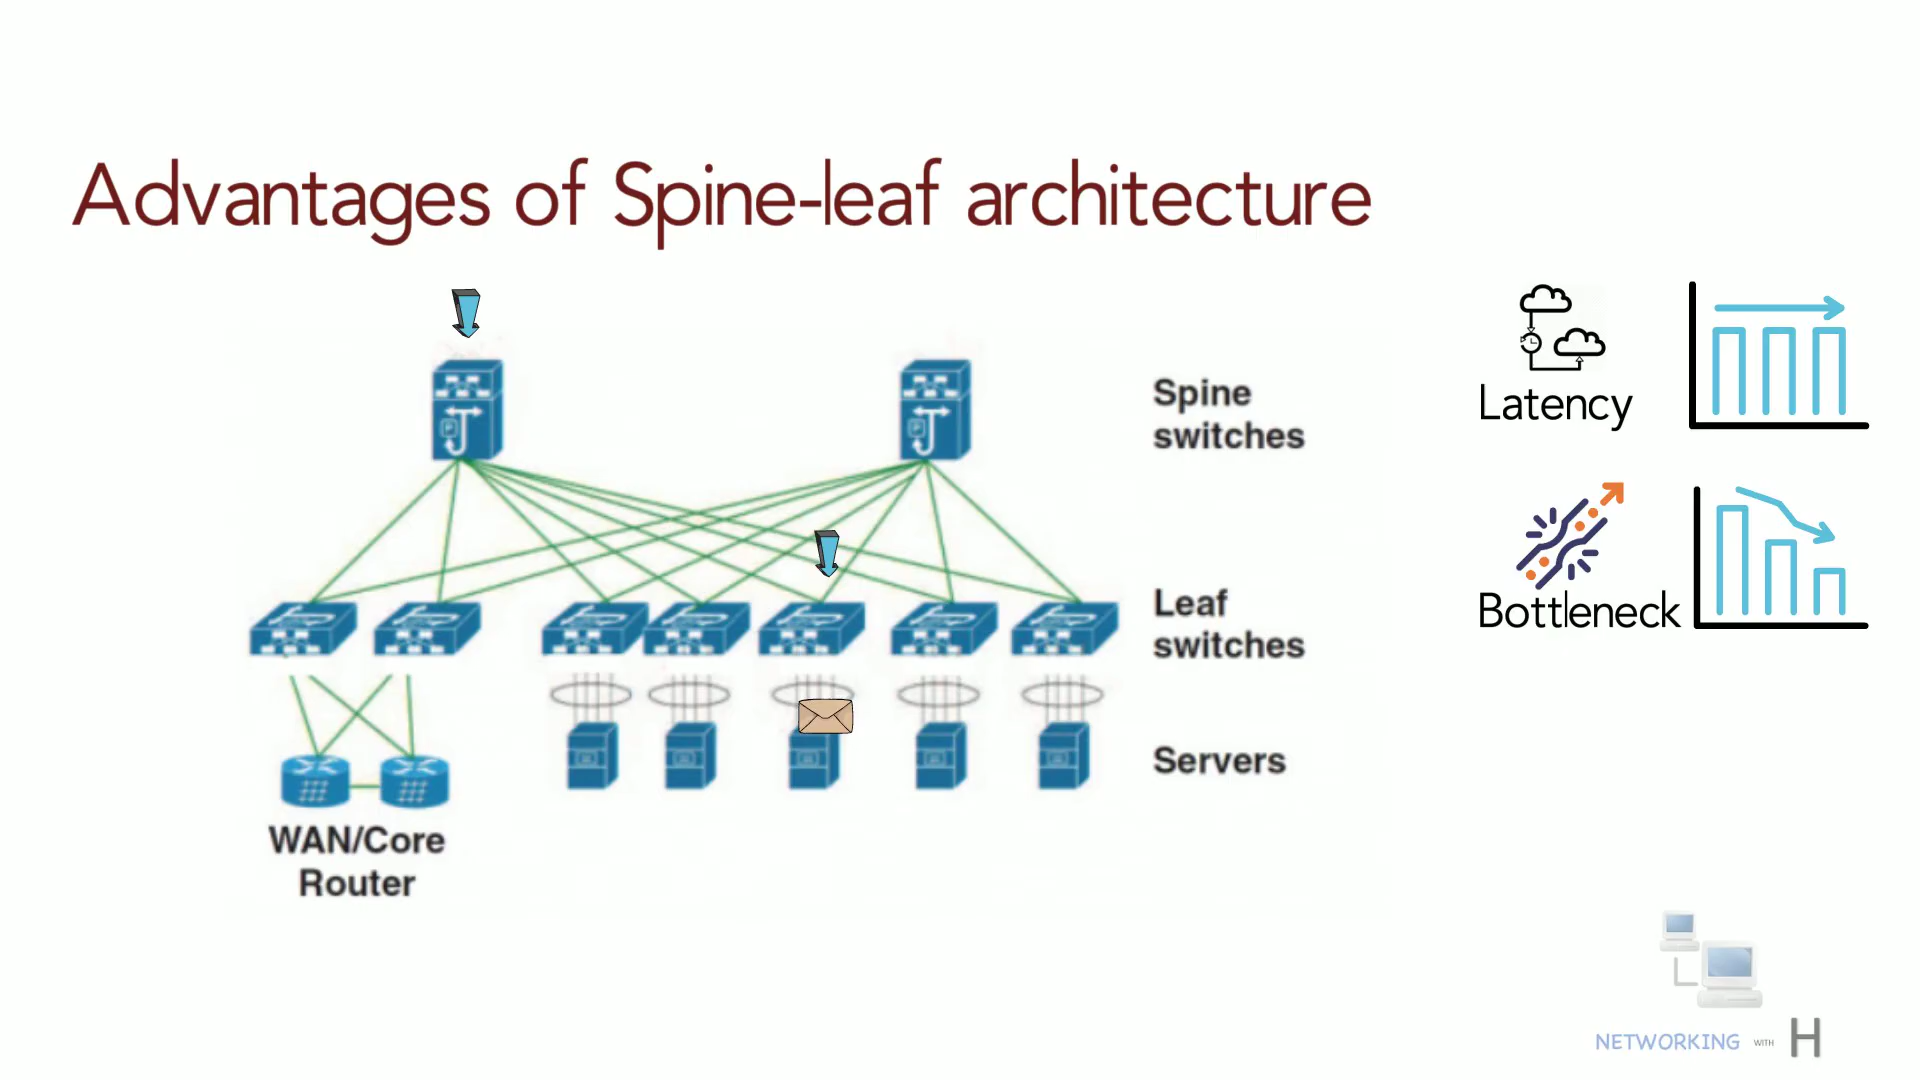 Advantages of Spine-leaf architecture
Spine
switches
Leaf
switches
Servers
WAN/Core
Router
Latency
Bottleneck
NETWORKING WITH H